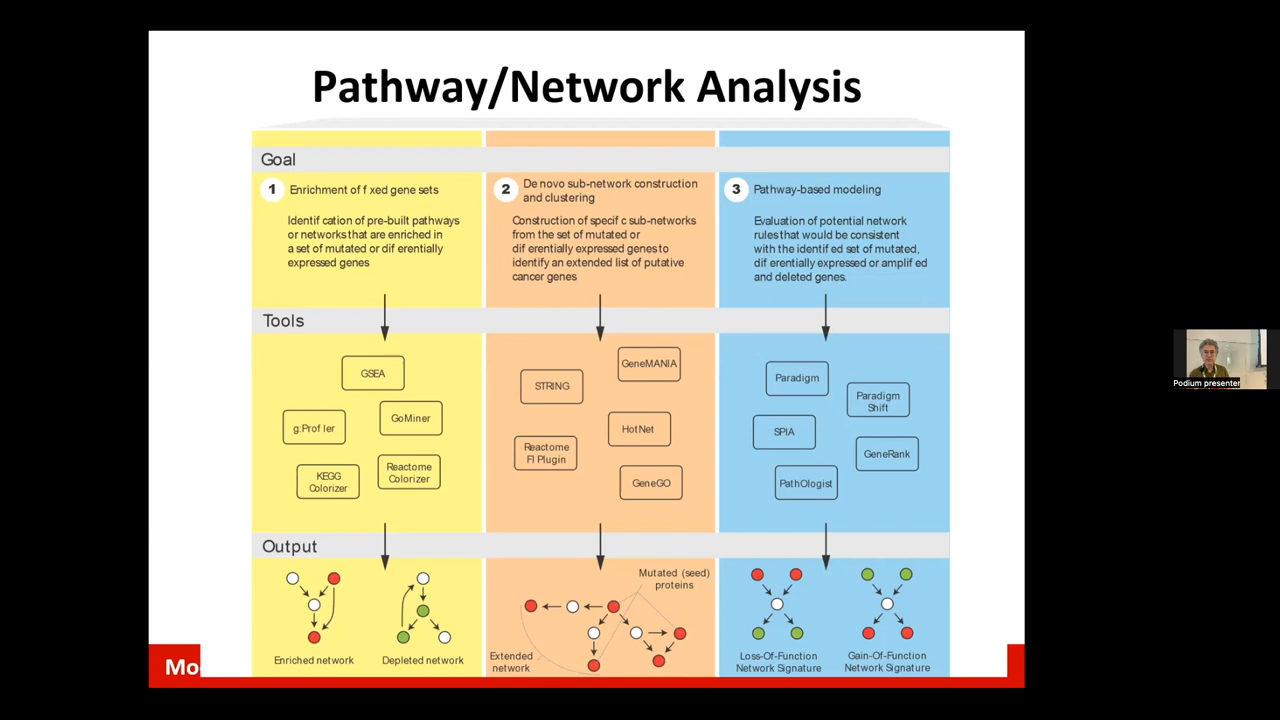 Pathway/Network Analysis
Goal
1 Enrichment of f xed gene sets
Identif cation of pre-built pathways
or networks that are enriched in
a set of mutated or dif erentially
expressed genes
2 De novo sub-network construction
and clustering
Construction of specif c sub-networks
from the set of mutated or
dif erentially expressed genes to
identify an extended list of putative
cancer genes
3 Pathway-based modeling
Evaluation of potential network
rules that would be consistent
with the identif ed set of mutated,
dif erentially expressed or amplif ed
and deleted genes.
Tools
GSEA
g:Prof ler
GoMiner
KEGG
Colorizer
Reactome
Colorizer
GeneMANIA
STRING
HotNet
Reactome
FI Plugin
GeneGO
Paradigm
Paradigm
Shift
SPIA
GeneRank
PathOlogist
Output
Enriched network
Depleted network
Mutated (seed)
proteins
Extended
network
Loss-Of-Function
Network Signature
Gain-Of-Function
Network Signature
Podium presenter